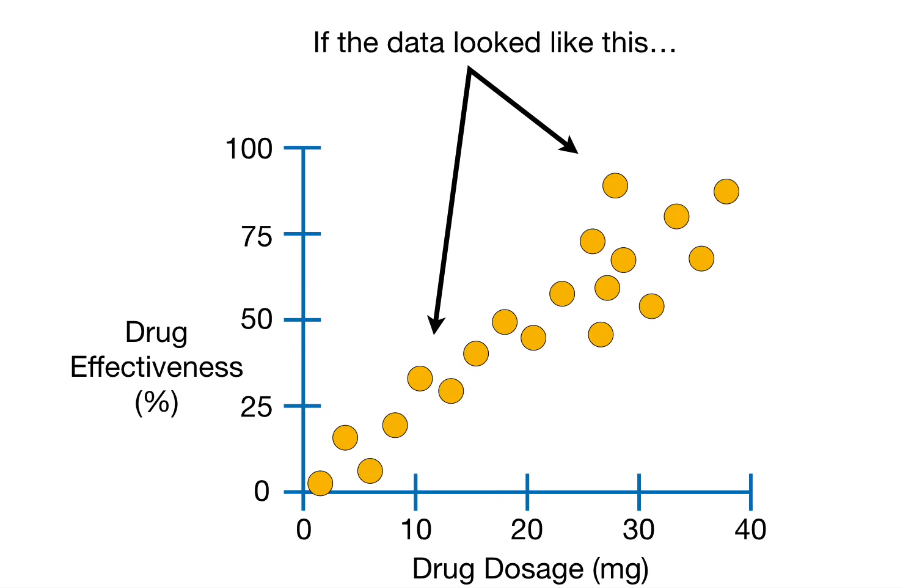 If the data looked like this…
100
75
50
25
0
Drug
Effectiveness
(%)
0 10 20 30 40
Drug Dosage (mg)